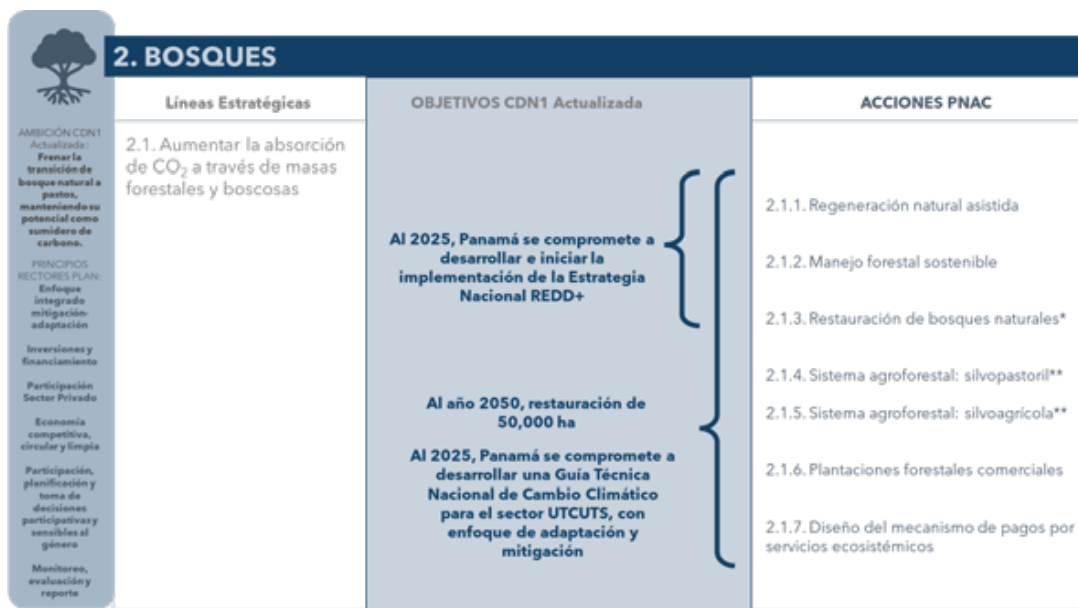 2. BOSQUES
AMBICIÓN CDN1
Actualizada:
Frenar la
transición de
bosque natural a
pastos,
manteniendo su
potencial como
sumidero de
carbono.
PRINCIPIOS
RECTORES PLAN:
Enfoque
integrado
mitigación-
adaptación
Inversiones y
financiamiento
Participación
Sector Privado
Economía
competitiva,
circular y limpia
Participación,
planificación y
toma de
decisiones
participativas y
sensibles al
género
Monitoreo,
evaluación y
reporte
Líneas Estratégicas
2.1. Aumentar la absorción
de CO₂ a través de masas
forestales y boscosas
OBJETIVOS CDN1 Actualizada
Al 2025, Panamá se compromete a
desarrollar e iniciar la
implementación de la Estrategia
Nacional REDD+
Al año 2050, restauración de
50,000 ha
Al 2025, Panamá se compromete a
desarrollar una Guía Técnica
Nacional de Cambio Climático
para el sector UTCUTS, con
enfoque de adaptación y
mitigación
ACCIONES PNAC
2.1.1. Regeneración natural asistida
2.1.2. Manejo forestal sostenible
2.1.3. Restauración de bosques naturales*
2.1.4. Sistema agroforestal: silvopastoril**
2.1.5. Sistema agroforestal: silvoagrícola**
2.1.6. Plantaciones forestales comerciales
2.1.7. Diseño del mecanismo de pagos por
servicios ecosistémicos